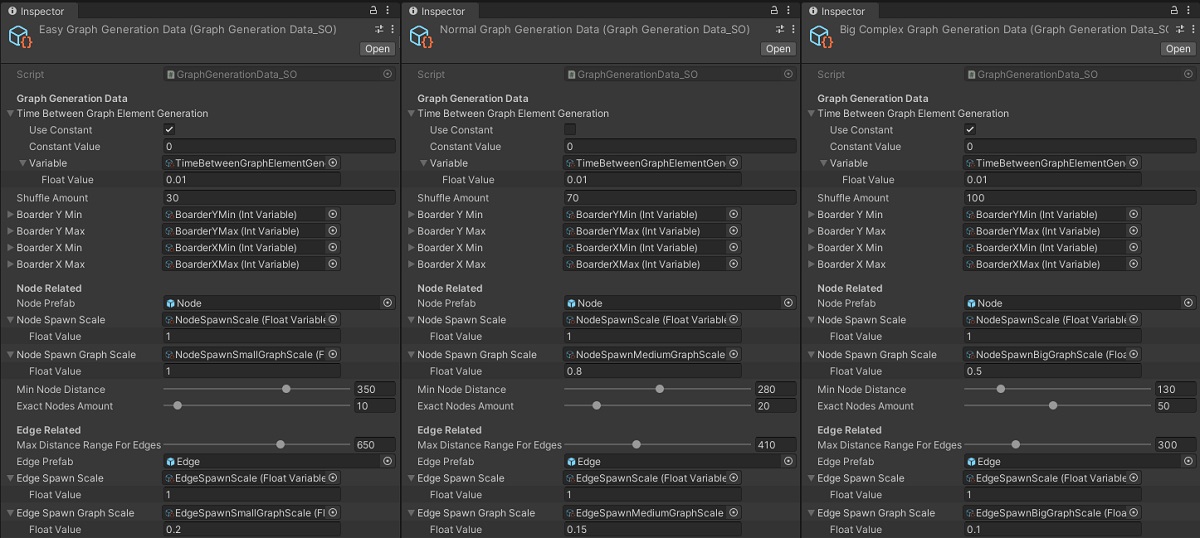 Inspector
Easy Graph Generation Data (Graph Generation Data_SO)
Open
Script GraphGenerationData_SO
Graph Generation Data
Time Between Graph Element Generation
Use Constant
Constant Value 0
Variable TimeBetweenGraphElementGen
Float Value 0.01
Shuffle Amount 30
Boarder Y Min BoarderYMin (Int Variable)
Boarder Y Max BoarderYMax (Int Variable)
Boarder X Min BoarderXMin (Int Variable)
Boarder X Max BoarderXMax (Int Variable)
Node Related
Node Prefab Node
Node Spawn Scale NodeSpawnScale (Float Variable
Float Value 1
Node Spawn Graph Scale NodeSpawnSmallGraphScale (F
Float Value 1
Min Node Distance 350
Exact Nodes Amount 10
Edge Related
Max Distance Range For Edges 650
Edge Prefab Edge
Edge Spawn Scale EdgeSpawnScale (Float Variable
Float Value 1
Edge Spawn Graph Scale EdgeSpawnSmallGraphScale (Fl
Float Value 0.2
Inspector
Normal Graph Generation Data (Graph Generation Data_SO)
Open
Script GraphGenerationData_SO
Graph Generation Data
Time Between Graph Element Generation
Use Constant
Constant Value 0
Variable TimeBetweenGraphElementGen
Float Value 0.01
Shuffle Amount 70
Boarder Y Min BoarderYMin (Int Variable)
Boarder Y Max BoarderYMax (Int Variable)
Boarder X Min BoarderXMin (Int Variable)
Boarder X Max BoarderXMax (Int Variable)
Node Related
Node Prefab Node
Node Spawn Scale NodeSpawnScale (Float Variable
Float Value 1
Node Spawn Graph Scale NodeSpawnMediumGraphScale
Float Value 0.8
Min Node Distance 280
Exact Nodes Amount 20
Edge Related
Max Distance Range For Edges 410
Edge Prefab Edge
Edge Spawn Scale EdgeSpawnScale (Float Variable
Float Value 1
Edge Spawn Graph Scale EdgeSpawnMediumGraphScale
Float Value 0.15
Inspector
Big Complex Graph Generation Data (Graph Generation Data_SO
Open
Script GraphGenerationData_SO
Graph Generation Data
Time Between Graph Element Generation
Use Constant
Constant Value 0
Variable TimeBetweenGraphElementGen
Float Value 0.01
Shuffle Amount 100
Boarder Y Min BoarderYMin (Int Variable)
Boarder Y Max BoarderYMax (Int Variable)
Boarder X Min BoarderXMin (Int Variable)
Boarder X Max BoarderXMax (Int Variable)
Node Related
Node Prefab Node
Node Spawn Scale NodeSpawnScale (Float Variable
Float Value 1
Node Spawn Graph Scale NodeSpawnBigGraphScale (Floa
Float Value 0.5
Min Node Distance 130
Exact Nodes Amount 50
Edge Related
Max Distance Range For Edges 300
Edge Prefab Edge
Edge Spawn Scale EdgeSpawnScale (Float Variable
Float Value 1
Edge Spawn Graph Scale EdgeSpawnBigGraphScale (Floa
Float Value 0.1